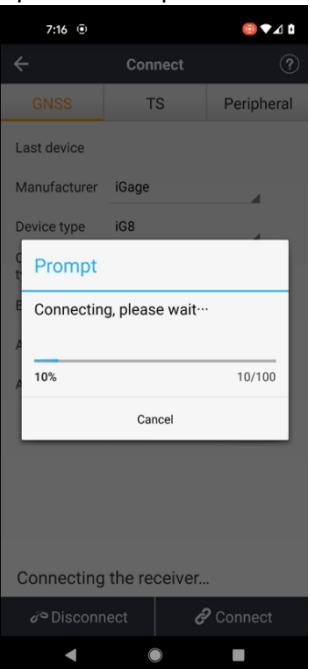 7:16
Connect
?
GNSS TS Peripheral
Last device
Manufacturer iGage
Device type iG8
Prompt
Connecting, please wait···
10% 10/100
Cancel
Connecting the receiver...
Disconnect Connect